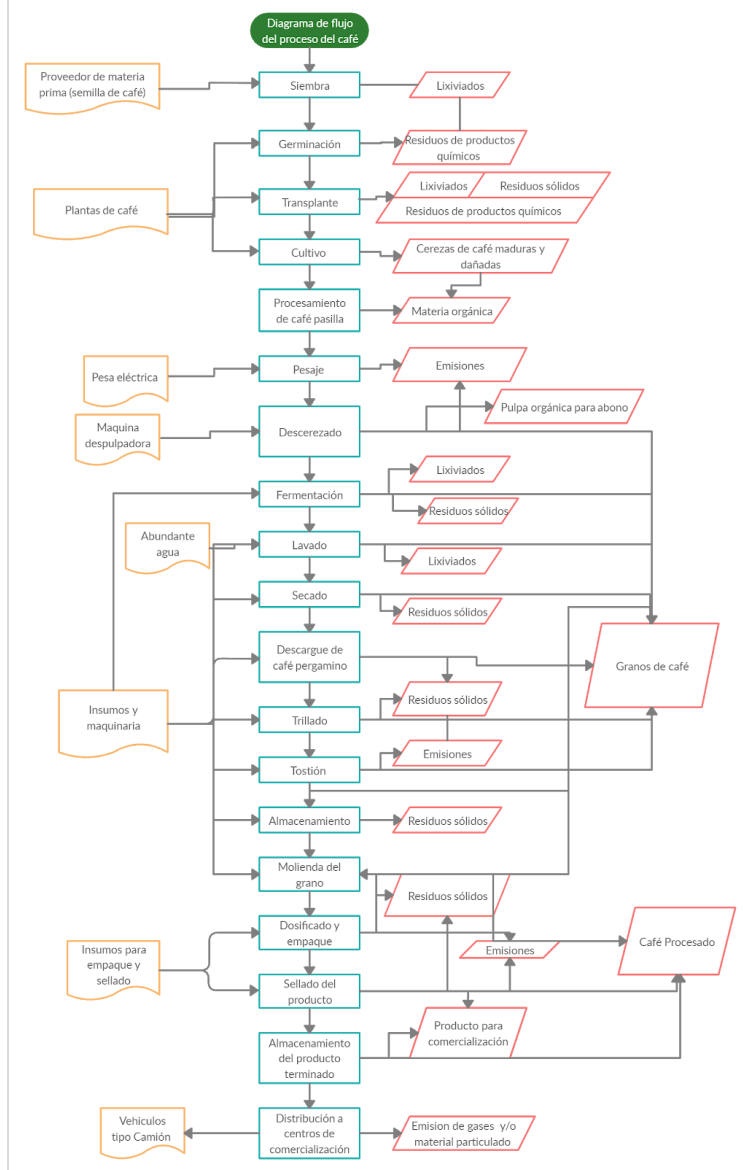 Diagrama de flujo
del proceso del café
Proveedor de materia
prima (semilla de café)
Siembra
Lixiviados
Germinación
Residuos de productos
químicos
Plantas de café
Transplante
Lixiviados
Residuos sólidos
Residuos de productos químicos
Cultivo
Cerezas de café maduras y
dañadas
Procesamiento
de café pasilla
Materia orgánica
Pesa eléctrica
Pesaje
Emisiones
Pulpa orgánica para abono
Maquina
despulpadora
Descerezado
Lixiviados
Fermentación
Residuos sólidos
Abundante
agua
Lavado
Lixiviados
Secado
Residuos sólidos
Descargue de
café pergamino
Granos de café
Insumos y
maquinaria
Residuos sólidos
Trillado
Emisiones
Tostión
Almacenamiento
Residuos sólidos
Molienda del
grano
Residuos sólidos
Dosificado y
empaque
Emisiones
Café Procesado
Insumos para
empaque y
sellado
Sellado del
producto
Producto para
comercialización
Almacenamiento
del producto
terminado
Vehiculos
tipo Camión
Distribución a
centros de
comercialización
Emision de gases y/o
material particulado